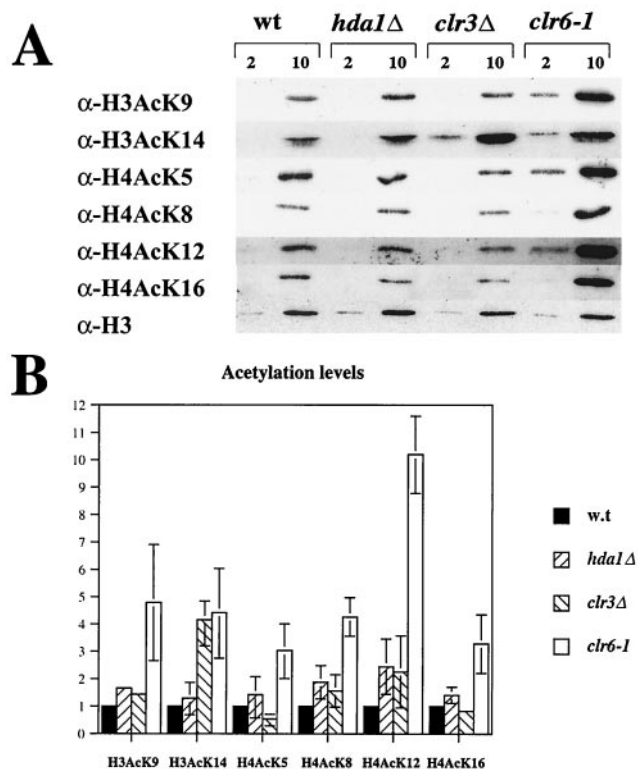 A
wt hda1Δ clr3Δ clr6-1
2 10 2 10 2 10 2 10
α-H3AcK9
α-H3AcK14
α-H4AcK5
α-H4AcK8
α-H4AcK12
α-H4AcK16
α-H3
B
Acetylation levels
12
11
10
9
8
7
6
5
4
3
2
1
0
H3AcK9 H3AcK14 H4AcK5 H4AcK8 H4AcK12 H4AcK16
w.t
hda1Δ
clr3Δ
clr6-1